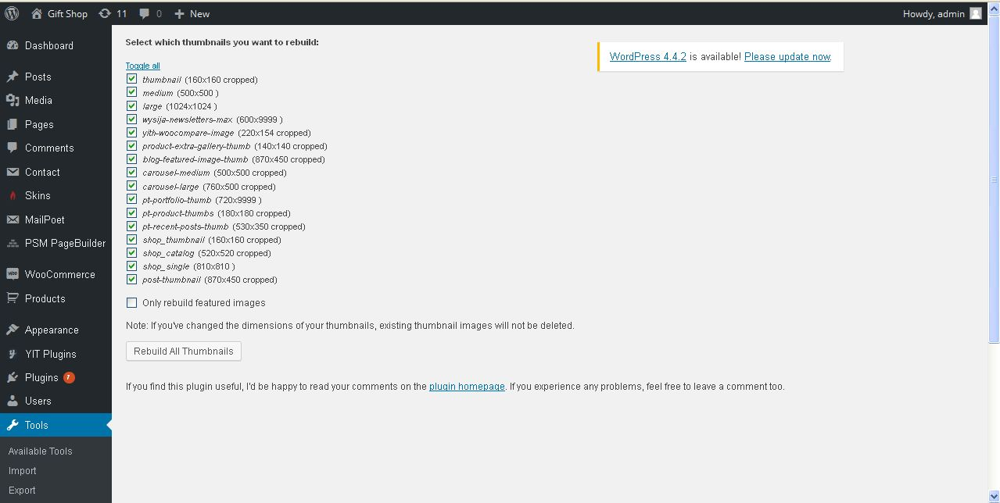 Gift Shop 11 0 New Howdy, admin
Dashboard
Posts
Media
Pages
Comments
Contact
Skins
MailPoet
PSM PageBuilder
WooCommerce
Products
Appearance
YIT Plugins
Plugins 7
Users
Tools
Available Tools
Import
Export
Select which thumbnails you want to rebuild:
WordPress 4.4.2 is available! Please update now.
Toggle all
thumbnail (160x160 cropped)
medium (500x500 )
large (1024x1024 )
wysija-newsletters-max (600x9999 )
yith-woocompare-image (220x154 cropped)
product-extra-gallery-thumb (140x140 cropped)
blog-featured-image-thumb (870x450 cropped)
carousel-medium (500x500 cropped)
carousel-large (760x500 cropped)
pt-portfolio-thumb (720x9999 )
pt-product-thumbs (180x180 cropped)
pt-recent-posts-thumb (530x350 cropped)
shop_thumbnail (160x160 cropped)
shop_catalog (520x520 cropped)
shop_single (810x810 )
post-thumbnail (870x450 cropped)
Only rebuild featured images
Note: If you've changed the dimensions of your thumbnails, existing thumbnail images will not be deleted.
Rebuild All Thumbnails
If you find this plugin useful, I'd be happy to read your comments on the plugin homepage. If you experience any problems, feel free to leave a comment too.